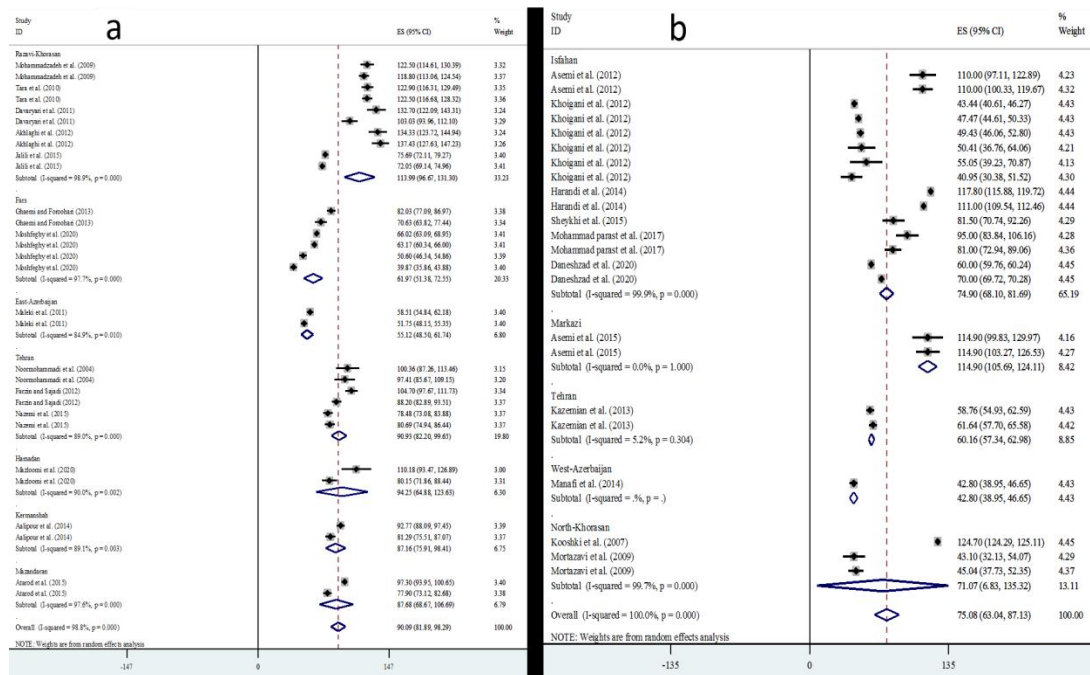 a
Study %
ID ES (95% CI) Weight
Razavi-Khorasan
Mohammadzadeh et al. (2009) 122.50 (114.61, 130.39) 3.32
Mohammadzadeh et al. (2009) 118.80 (113.06, 124.54) 3.37
Tara et al. (2010) 122.90 (116.31, 129.49) 3.35
Tara et al. (2010) 122.50 (116.68, 128.32) 3.36
Davaryari et al. (2011) 132.70 (122.09, 143.31) 3.24
Davaryari et al. (2011) 103.03 (93.96, 112.10) 3.29
Akhlaghi et al. (2012) 134.33 (123.72, 144.94) 3.24
Akhlaghi et al. (2012) 137.43 (127.63, 147.23) 3.26
Jalili et al. (2015) 75.69 (72.11, 79.27) 3.40
Jalili et al. (2015) 72.05 (69.14, 74.96) 3.41
Subtotal (I-squared = 98.9%, p = 0.000) 113.99 (96.67, 131.30) 33.23
.
Fars
Ghaemi and Forouhari (2013) 82.03 (77.09, 86.97) 3.38
Ghaemi and Forouhari (2013) 70.63 (63.82, 77.44) 3.34
Moshfeghy et al. (2020) 66.02 (63.09, 68.95) 3.41
Moshfeghy et al. (2020) 63.17 (60.34, 66.00) 3.41
Moshfeghy et al. (2020) 50.60 (46.34, 54.86) 3.39
Moshfeghy et al. (2020) 39.87 (35.86, 43.88) 3.40
Subtotal (I-squared = 97.7%, p = 0.000) 61.97 (51.38, 72.55) 20.33
.
East-Azerbaijan
Maleki et al. (2011) 58.51 (54.84, 62.18) 3.40
Maleki et al. (2011) 51.75 (48.15, 55.35) 3.40
Subtotal (I-squared = 84.9%, p = 0.010) 55.12 (48.50, 61.74) 6.80
.
Tehran
Noormohammadi et al. (2004) 100.36 (87.26, 113.46) 3.15
Noormohammadi et al. (2004) 97.41 (85.67, 109.15) 3.20
Farzin and Sajadi (2012) 104.70 (97.67, 111.73) 3.34
Farzin and Sajadi (2012) 88.20 (82.89, 93.51) 3.37
Nazemi et al. (2015) 78.48 (73.08, 83.88) 3.37
Nazemi et al. (2015) 80.69 (74.94, 86.44) 3.37
Subtotal (I-squared = 89.0%, p = 0.000) 90.93 (82.20, 99.65) 19.80
.
Hamadan
Mazloomi et al. (2020) 110.18 (93.47, 126.89) 3.00
Mazloomi et al. (2020) 80.15 (71.86, 88.44) 3.31
Subtotal (I-squared = 90.0%, p = 0.002) 94.25 (64.88, 123.63) 6.30
.
Kermanshah
Aalipour et al. (2014) 92.77 (88.09, 97.45) 3.39
Aalipour et al. (2014) 81.29 (75.51, 87.07) 3.37
Subtotal (I-squared = 89.1%, p = 0.003) 87.16 (75.91, 98.41) 6.75
.
Mazandaran
Atarod et al. (2015) 97.30 (93.95, 100.65) 3.40
Atarod et al. (2015) 77.90 (73.12, 82.68) 3.38
Subtotal (I-squared = 97.6%, p = 0.000) 87.68 (68.67, 106.69) 6.79
.
Overall (I-squared = 98.8%, p = 0.000) 90.09 (81.89, 98.29) 100.00
NOTE: Weights are from random effects analysis
-147 0 147
b
Study %
ID ES (95% CI) Weight
Isfahan
Asemi et al. (2012) 110.00 (97.11, 122.89) 4.23
Asemi et al. (2012) 110.00 (100.33, 119.67) 4.32
Khoigani et al. (2012) 43.44 (40.61, 46.27) 4.43
Khoigani et al. (2012) 47.47 (44.61, 50.33) 4.43
Khoigani et al. (2012) 49.43 (46.06, 52.80) 4.43
Khoigani et al. (2012) 50.41 (36.76, 64.06) 4.21
Khoigani et al. (2012) 55.05 (39.23, 70.87) 4.13
Khoigani et al. (2012) 40.95 (30.38, 51.52) 4.30
Harandi et al. (2014) 117.80 (115.88, 119.72) 4.44
Harandi et al. (2014) 111.00 (109.54, 112.46) 4.44
Sheykhi et al. (2015) 81.50 (70.74, 92.26) 4.29
Mohammad parast et al. (2017) 95.00 (83.84, 106.16) 4.28
Mohammad parast et al. (2017) 81.00 (72.94, 89.06) 4.36
Daneshzad et al. (2020) 60.00 (59.76, 60.24) 4.45
Daneshzad et al. (2020) 70.00 (69.72, 70.28) 4.45
Subtotal (I-squared = 99.9%, p = 0.000) 74.90 (68.10, 81.69) 65.19
.
Markazi
Asemi et al. (2015) 114.90 (99.83, 129.97) 4.16
Asemi et al. (2015) 114.90 (103.27, 126.53) 4.27
Subtotal (I-squared = 0.0%, p = 1.000) 114.90 (105.69, 124.11) 8.42
.
Tehran
Kazemian et al. (2013) 58.76 (54.93, 62.59) 4.43
Kazemian et al. (2013) 61.64 (57.70, 65.58) 4.42
Subtotal (I-squared = 5.2%, p = 0.304) 60.16 (57.34, 62.98) 8.85
.
West-Azerbaijan
Manafi et al. (2014) 42.80 (38.95, 46.65) 4.43
Subtotal (I-squared = .%, p = .) 42.80 (38.95, 46.65) 4.43
.
North-Khorasan
Kooshki et al. (2007) 124.70 (124.29, 125.11) 4.45
Mortazavi et al. (2009) 43.10 (32.13, 54.07) 4.29
Mortazavi et al. (2009) 45.04 (37.73, 52.35) 4.37
Subtotal (I-squared = 99.7%, p = 0.000) 71.07 (6.83, 135.32) 13.11
.
Overall (I-squared = 100.0%, p = 0.000) 75.08 (63.04, 87.13) 100.00
NOTE: Weights are from random effects analysis
-135 0 135